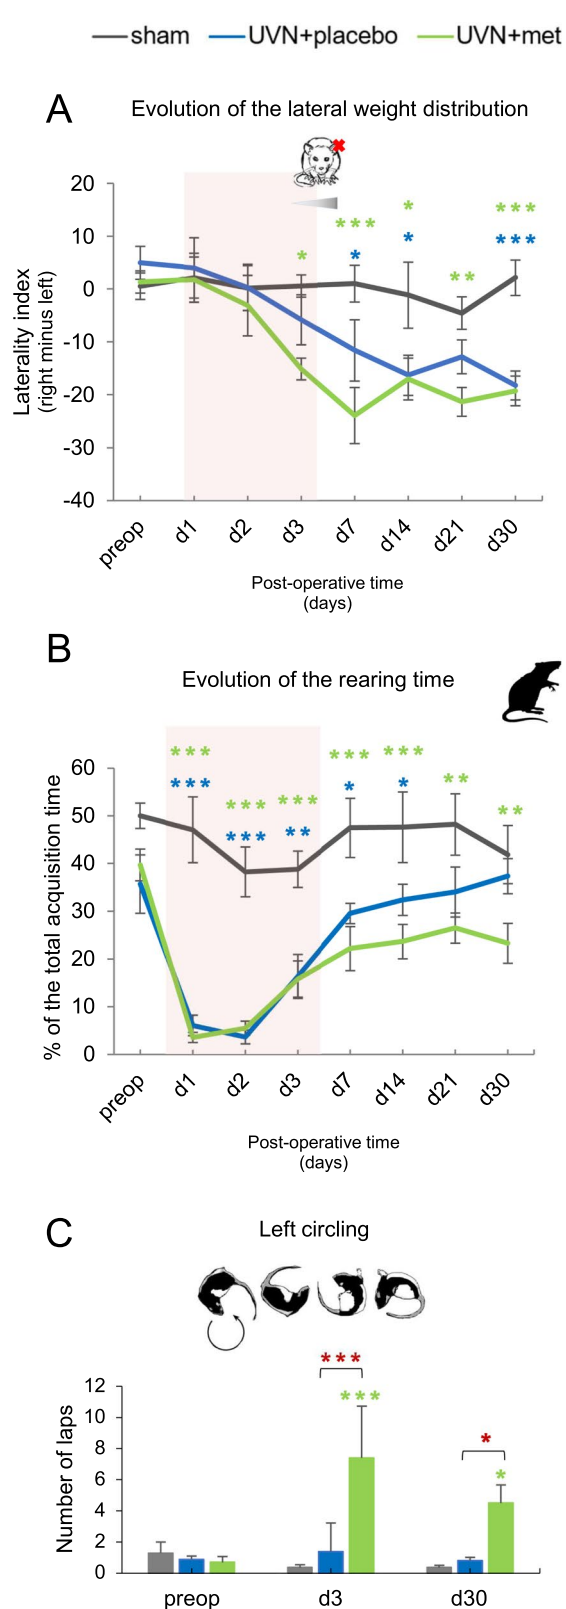 sham UVN+placebo UVN+met
A
Evolution of the lateral weight distribution
Laterality index
(right minus left)
20
10
0
-10
-20
-30
-40
* *** * * * ** *** ***
preop d1 d2 d3 d7 d14 d21 d30
Post-operative time
(days)
B
Evolution of the rearing time
% of the total acquisition time
60
50
40
30
20
10
0
*** *** *** *** *** ** *** * *** * ** **
preop d1 d2 d3 d7 d14 d21 d30
Post-operative time
(days)
C
Left circling
Number of laps
12
10
8
6
4
2
0
***
***
*
*
preop d3 d30